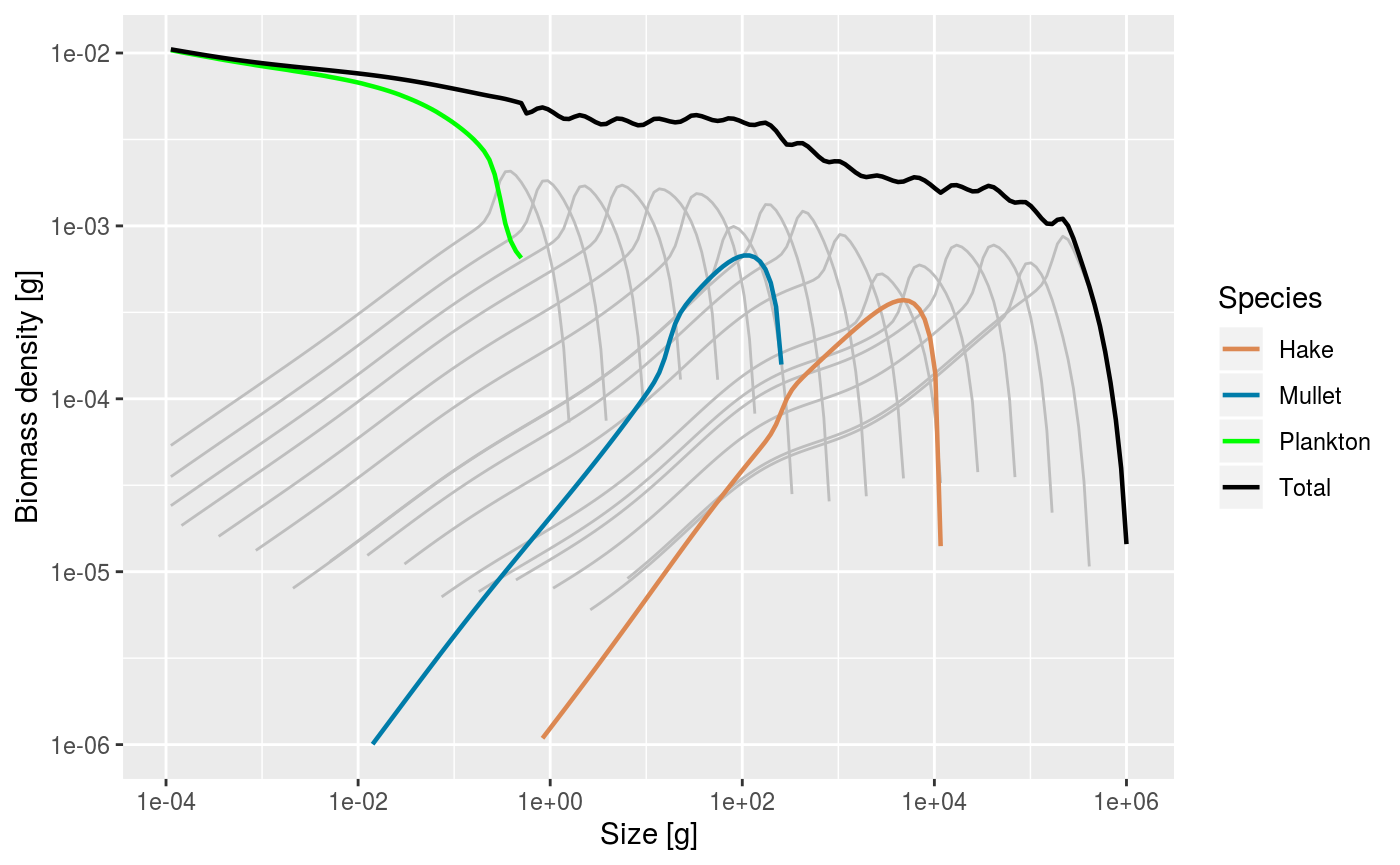 1e-02
1e-03
1e-04
1e-05
1e-06
Biomass density [g]
1e-04
1e-02
1e+00
1e+02
1e+04
1e+06
Size [g]
Species
Hake
Mullet
Plankton
Total